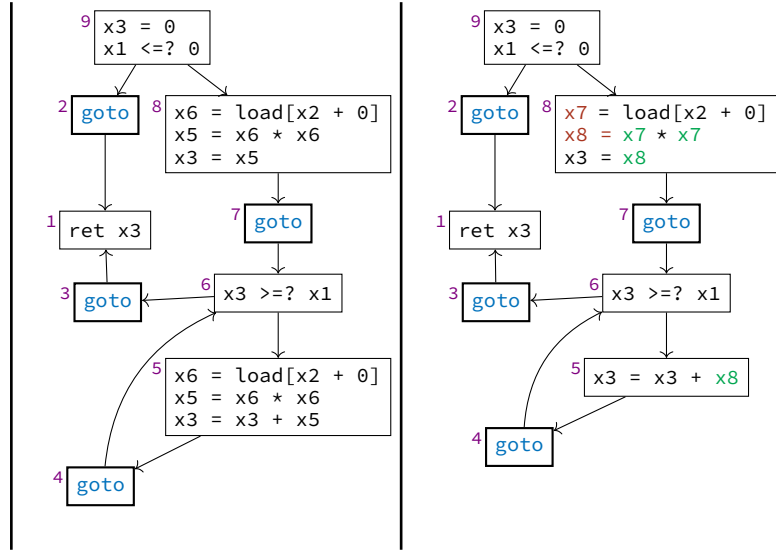 9
x3 = 0
x1 <=? 0
2
goto
8
x6 = load[x2 + 0]
x5 = x6 * x6
x3 = x5
7
goto
1
ret x3
6
x3 >=? x1
3
goto
5
x6 = load[x2 + 0]
x5 = x6 * x6
x3 = x3 + x5
4
goto
9
x3 = 0
x1 <=? 0
2
goto
8
x7 = load[x2 + 0]
x8 = x7 * x7
x3 = x8
7
goto
1
ret x3
6
x3 >=? x1
3
goto
5
x3 = x3 + x8
4
goto